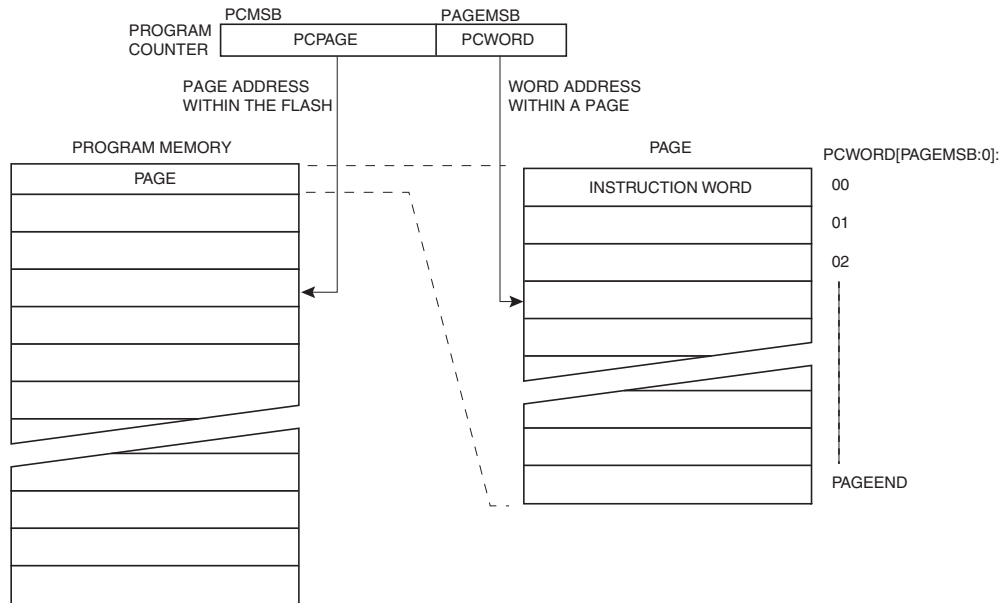 PCMSB
PAGEMSB
PROGRAM
COUNTER
PCPAGE
PCWORD
PAGE ADDRESS
WITHIN THE FLASH
WORD ADDRESS
WITHIN A PAGE
PROGRAM MEMORY
PAGE
PAGE
PCWORD[PAGEMSB:0]:
INSTRUCTION WORD
00
01
02
PAGEEND